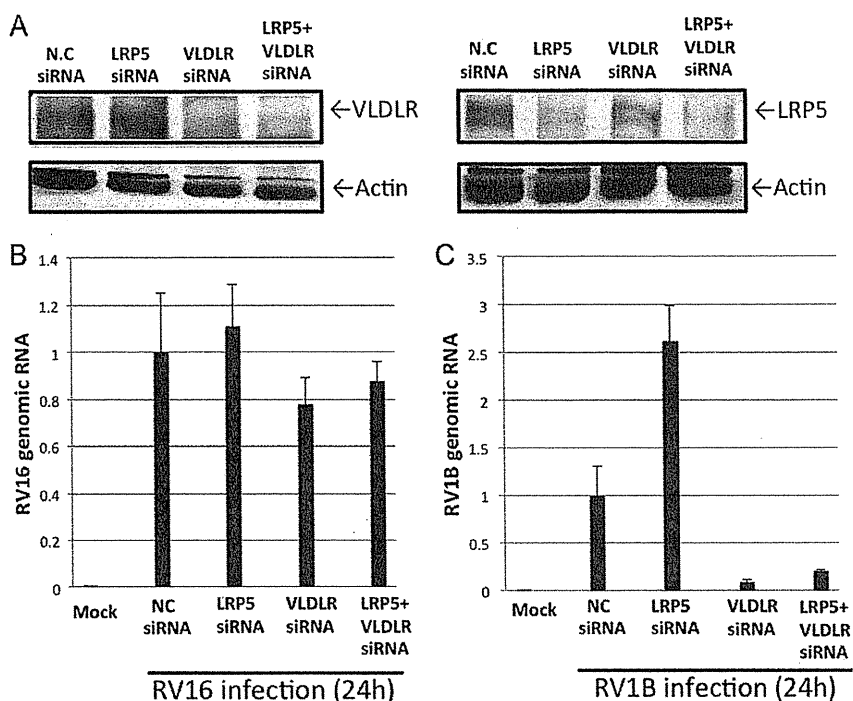 A
N.C siRNA
LRP5 siRNA
VLDLR siRNA
LRP5+ VLDLR siRNA
←VLDLR
←Actin
N.C siRNA
LRP5 siRNA
VLDLR siRNA
LRP5+ VLDLR siRNA
←LRP5
←Actin
B
RV16 genomic RNA
1.4
1.2
1
0.8
0.6
0.4
0.2
0
Mock
NC siRNA
LRP5 siRNA
VLDLR siRNA
LRP5+ VLDLR siRNA
RV16 infection (24h)
C
RV1B genomic RNA
3.5
3
2.5
2
1.5
1
0.5
0
Mock
NC siRNA
LRP5 siRNA
VLDLR siRNA
LRP5+ VLDLR siRNA
RV1B infection (24h)